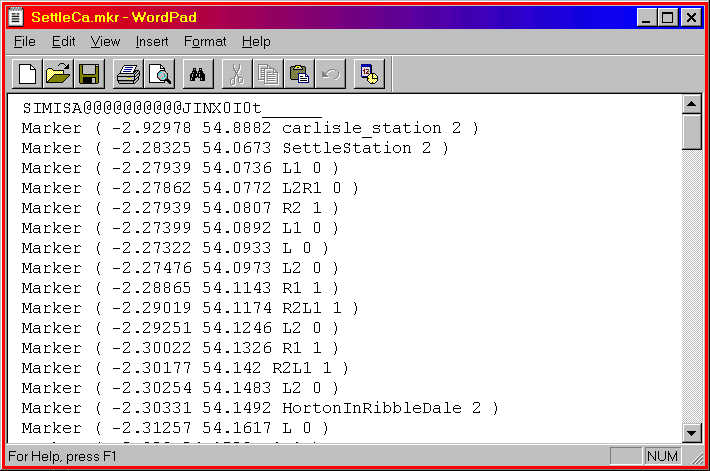 SettleCa.mkr - WordPad
File Edit View Insert Format Help
SIMISA@@@@@@@@@@JINX0I0t______
Marker ( -2.92978 54.8882 carlisle_station 2 )
Marker ( -2.28325 54.0673 SettleStation 2 )
Marker ( -2.27939 54.0736 L1 0 )
Marker ( -2.27862 54.0772 L2R1 0 )
Marker ( -2.27939 54.0807 R2 1 )
Marker ( -2.27399 54.0892 L1 0 )
Marker ( -2.27322 54.0933 L 0 )
Marker ( -2.27476 54.0973 L2 0 )
Marker ( -2.28865 54.1143 R1 1 )
Marker ( -2.29019 54.1174 R2L1 1 )
Marker ( -2.29251 54.1246 L2 0 )
Marker ( -2.30022 54.1326 R1 1 )
Marker ( -2.30177 54.142 R2L1 1 )
Marker ( -2.30254 54.1483 L2 0 )
Marker ( -2.30331 54.1492 HortonInRibbleDale 2 )
Marker ( -2.31257 54.1617 L 0 )
For Help, press F1
NUM